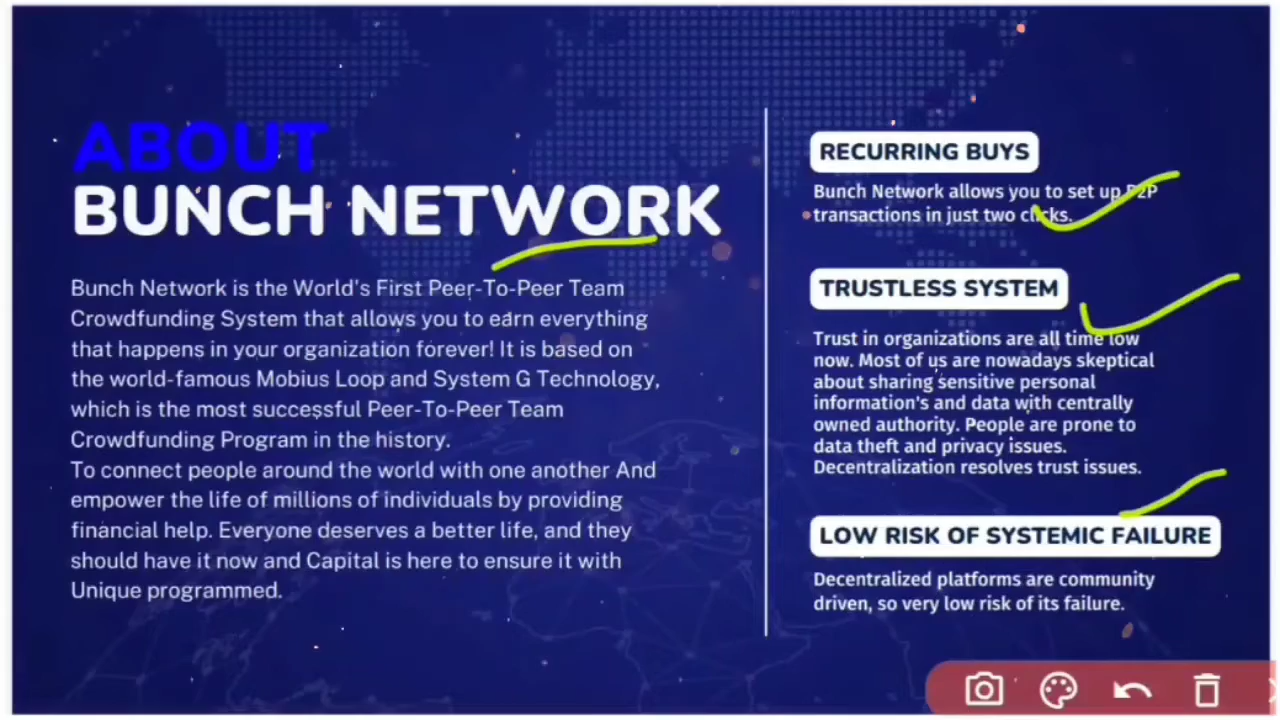 ABOUT
BUNCH NETWORK
Bunch Network is the World's First Peer-To-Peer Team
Crowdfunding System that allows you to earn everything
that happens in your organization forever! It is based on
the world-famous Mobius Loop and System G Technology,
which is the most successful Peer-To-Peer Team
Crowdfunding Program in the history.
To connect people around the world with one another And
empower the life of millions of individuals by providing
financial help. Everyone deserves a better life, and they
should have it now and Capital is here to ensure it with
Unique programmed.
RECURRING BUYS
Bunch Network allows you to set up P2P
transactions in just two clicks.
TRUSTLESS SYSTEM
Trust in organizations are all time low
now. Most of us are nowadays skeptical
about sharing sensitive personal
information's and data with centrally
owned authority. People are prone to
data theft and privacy issues.
Decentralization resolves trust issues.
LOW RISK OF SYSTEMIC FAILURE
Decentralized platforms are community
driven, so very low risk of its failure.